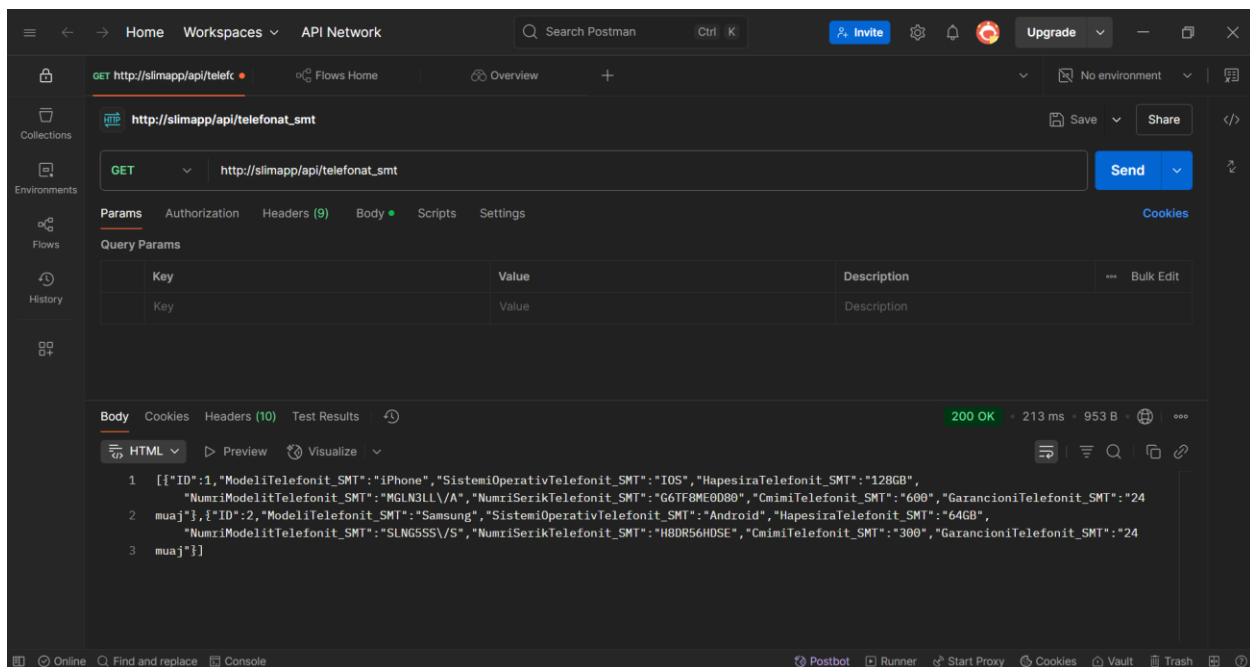 Home Workspaces API Network Search Postman Ctrl K Invite Upgrade
GET http://slimapp/api/telefc Flows Home Overview No environment
HTTP http://slimapp/api/telefonat_smt Save Share
Collections
GET http://slimapp/api/telefonat_smt Send
Environments
Params Authorization Headers (9) Body Scripts Settings Cookies
Flows
Query Params
Key Value Description Bulk Edit
History
Key Value Description
Body Cookies Headers (10) Test Results 200 OK 213 ms 953 B
HTML Preview Visualize
1 [{"ID":1,"ModeliTelefonit_SMT":"iPhone","SistemiOperativTelefonit_SMT":"IOS","HapesiraTelefonit_SMT":"128GB",
"NumriModelitTelefonit_SMT":"MGLN3LL\/A","NumriSerikTelefonit_SMT":"G6TF8ME0D80","CmimiTelefonit_SMT":"600","GarancioniTelefonit_SMT":"24
2 muaj"},{"ID":2,"ModeliTelefonit_SMT":"Samsung","SistemiOperativTelefonit_SMT":"Android","HapesiraTelefonit_SMT":"64GB",
"NumriModelitTelefonit_SMT":"SLNG5SS\/S","NumriSerikTelefonit_SMT":"H8DR56HDSE","CmimiTelefonit_SMT":"300","GarancioniTelefonit_SMT":"24
3 muaj"}]
Online Find and replace Console Postbot Runner Start Proxy Cookies Vault Trash